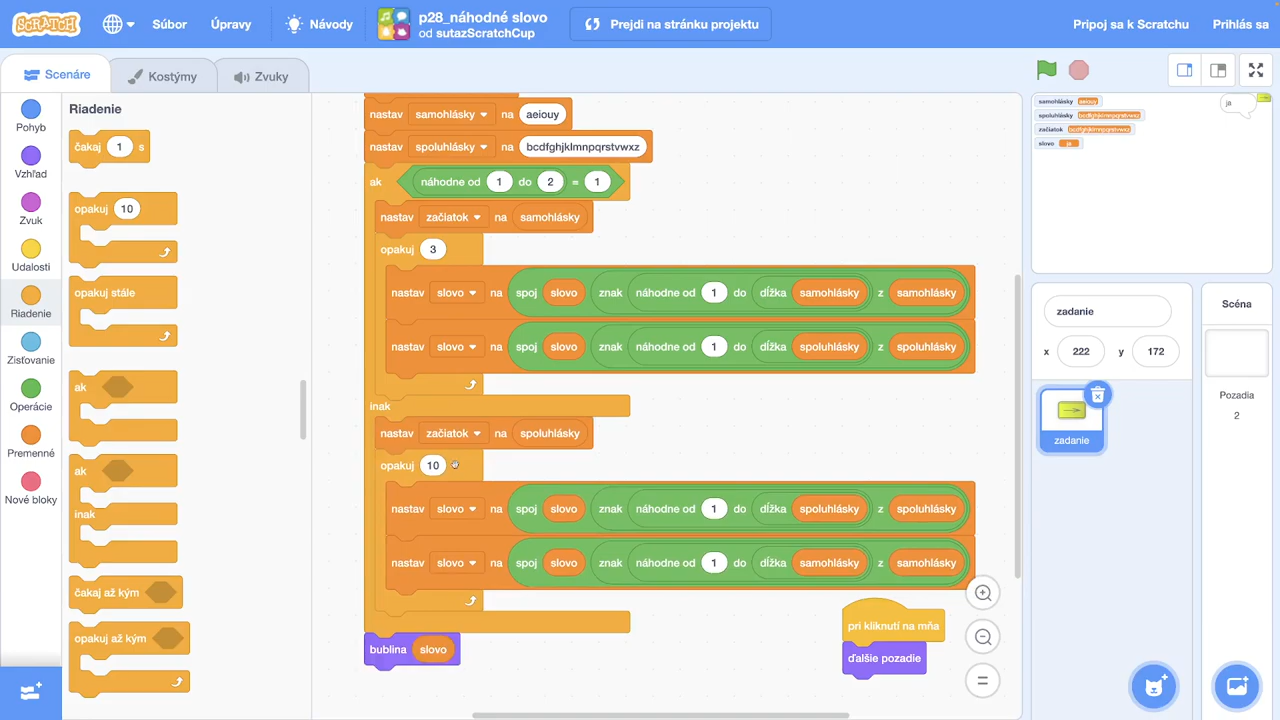 SCRATCH
Súbor
Úpravy
Návody
p28_náhodné slovo
od sutazScratchCup
Prejdi na stránku projektu
Pripoj sa k Scratchu
Prihlás sa
Scenáre
Kostýmy
Zvuky
Pohyb
Vzhľad
Zvuk
Udalosti
Riadenie
Zisťovanie
Operácie
Premenné
Nové bloky
Riadenie
čakaj 1 s
opakuj 10
opakuj stále
ak
ak
inak
čakaj až kým
opakuj až kým
nastav samohlásky na aeiouy
nastav spoluhlásky na bcdfghjklmnpqrstvwxz
ak náhodne od 1 do 2 = 1
nastav začiatok na samohlásky
opakuj 3
nastav slovo na spoj slovo znak náhodne od 1 do dĺžka samohlásky z samohlásky
nastav slovo na spoj slovo znak náhodne od 1 do dĺžka spoluhlásky z spoluhlásky
inak
nastav začiatok na spoluhlásky
opakuj 10
nastav slovo na spoj slovo znak náhodne od 1 do dĺžka spoluhlásky z spoluhlásky
nastav slovo na spoj slovo znak náhodne od 1 do dĺžka samohlásky z samohlásky
bublina slovo
pri kliknutí na mňa
ďalšie pozadie
samohlásky aeiouy
spoluhlásky bcdfghjklmnpqrstvwxz
začiatok bcdfghjklmnpqrstvwxz
slovo ja
ja
zadanie
x 222 y 172
zadanie
Scéna
Pozadia
2